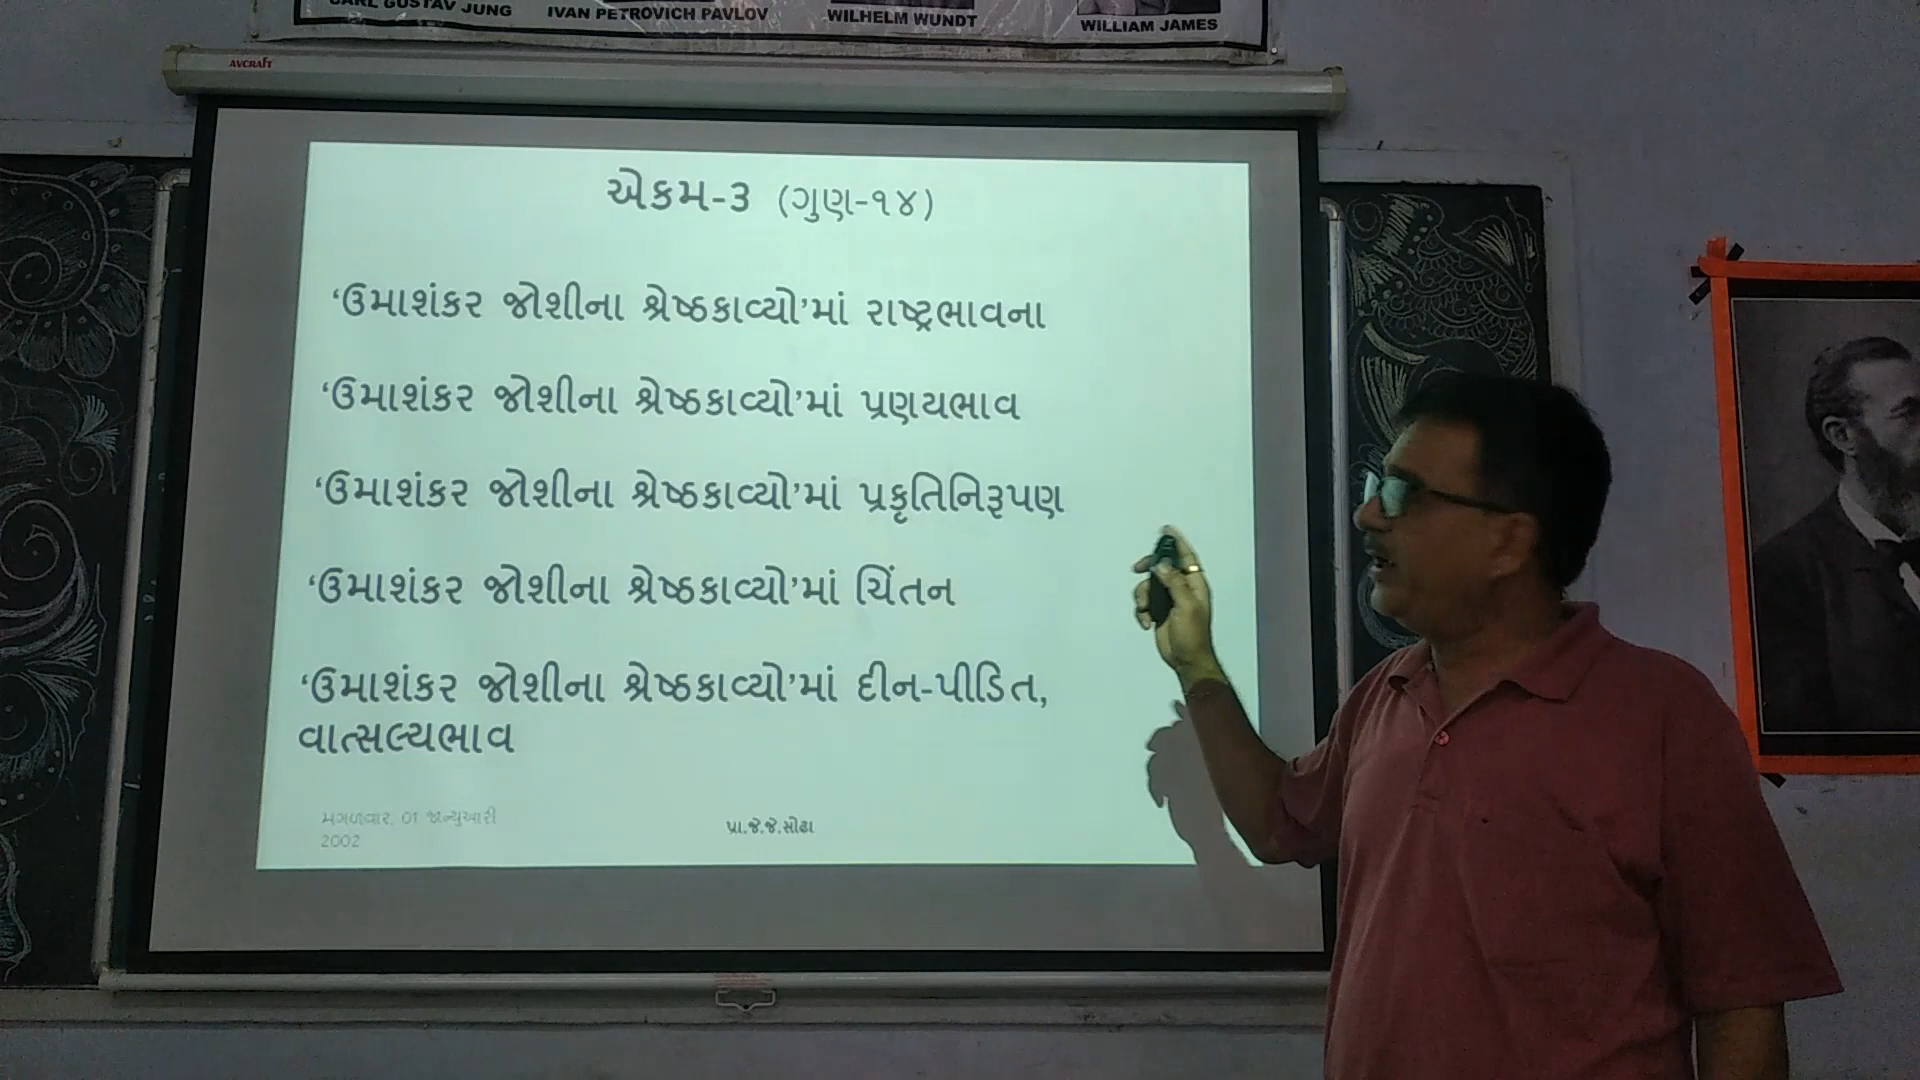 CARL GUSTAV JUNG
IVAN PETROVICH PAVLOV
WILHELM WUNDT
WILLIAM JAMES
AVCRAFT
એકમ-૩ (ગુણ-૧૪)
‘ઉમાશંકર જોશીના શ્રેષ્ઠકાવ્યો’માં રાષ્ટ્રભાવના
‘ઉમાશંકર જોશીના શ્રેષ્ઠકાવ્યો’માં પ્રણયભાવ
‘ઉમાશંકર જોશીના શ્રેષ્ઠકાવ્યો’માં પ્રકૃતિનિરૂપણ
‘ઉમાશંકર જોશીના શ્રેષ્ઠકાવ્યો’માં ચિંતન
‘ઉમાશંકર જોશીના શ્રેષ્ઠકાવ્યો’માં દીન-પીડિત,
વાત્સલ્યભાવ
મંગળવાર, 01 જાન્યુઆરી
2002
પ્રા.જે.જે.સોઢા